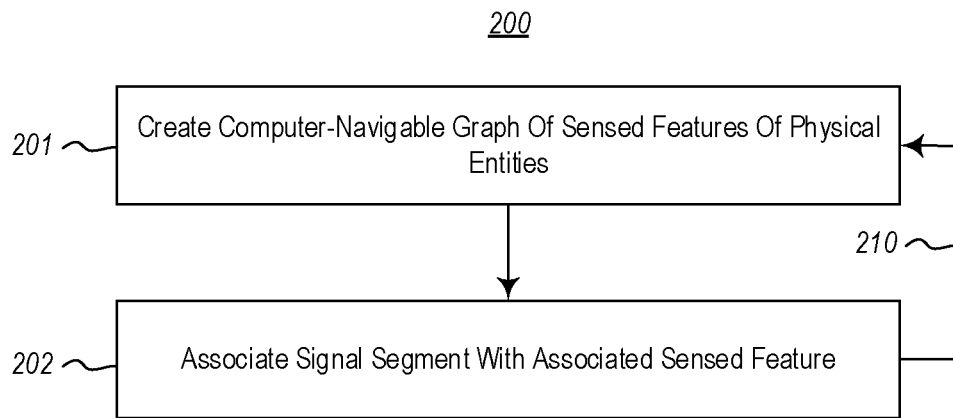 200
201
Create Computer-Navigable Graph Of Sensed Features Of Physical
Entities
210
202
Associate Signal Segment With Associated Sensed Feature